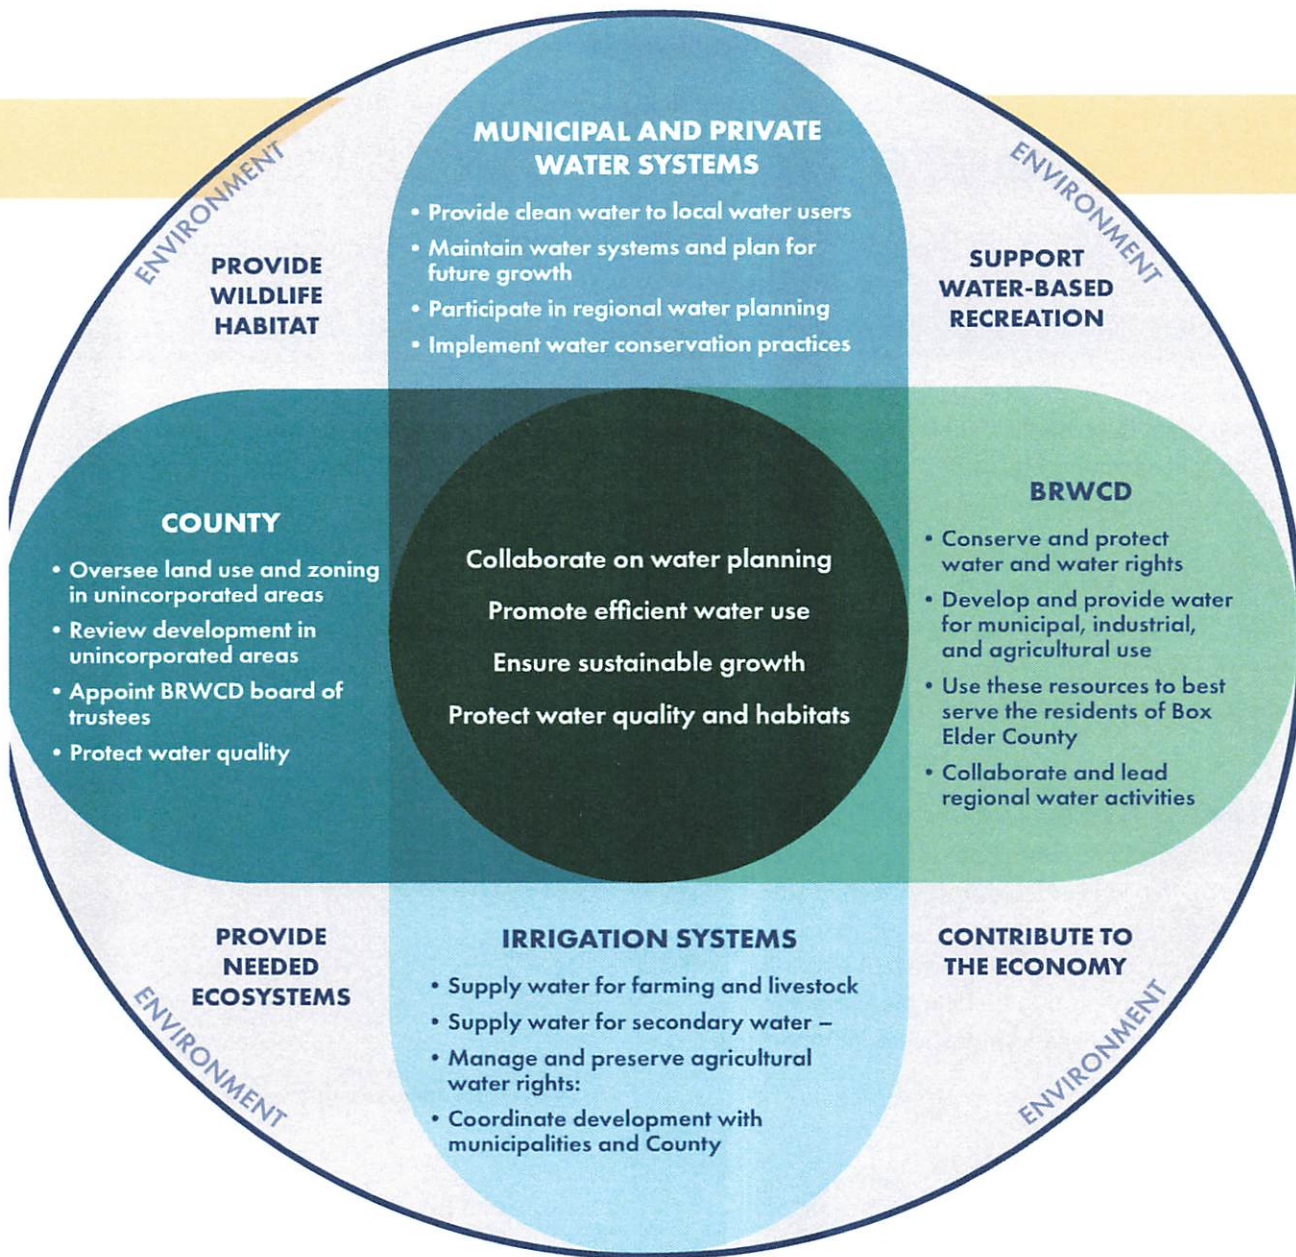 MUNICIPAL AND PRIVATE
WATER SYSTEMS
• Provide clean water to local water users
• Maintain water systems and plan for
future growth
• Participate in regional water planning
• Implement water conservation practices
ENVIRONMENT
PROVIDE
WILDLIFE
HABITAT
ENVIRONMENT
SUPPORT
WATER-BASED
RECREATION
COUNTY
• Oversee land use and zoning
in unincorporated areas
• Review development in
unincorporated areas
• Appoint BRWCD board of
trustees
• Protect water quality
Collaborate on water planning
Promote efficient water use
Ensure sustainable growth
Protect water quality and habitats
BRWCD
• Conserve and protect
water and water rights
• Develop and provide water
for municipal, industrial,
and agricultural use
• Use these resources to best
serve the residents of Box
Elder County
• Collaborate and lead
regional water activities
PROVIDE
NEEDED
ECOSYSTEMS
ENVIRONMENT
IRRIGATION SYSTEMS
• Supply water for farming and livestock
• Supply water for secondary water –
• Manage and preserve agricultural
water rights:
• Coordinate development with
municipalities and County
CONTRIBUTE TO
THE ECONOMY
ENVIRONMENT